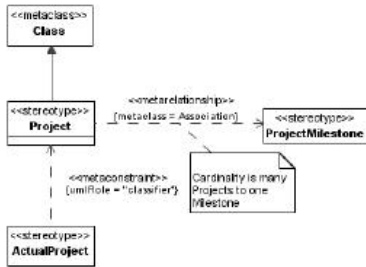 <<metaclass>>
Class
<<stereotype>>
Project
<<metarelationship>>
{metaclass = Association}
<<stereotype>>
ProjectMilestone
<<metaconstraint>>
{umlRole = "classifier"}
Cardinality is many
Projects to one
Milestone
<<stereotype>>
ActualProject